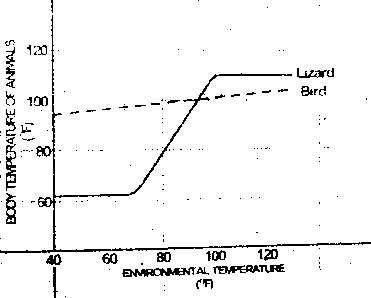 BODY TEMPERATURE OF ANIMALS
(°F)
120
100
80
60
Lizard
Bird
40
60
80
100
120
ENVIRONMENTAL TEMPERATURE
(°F)